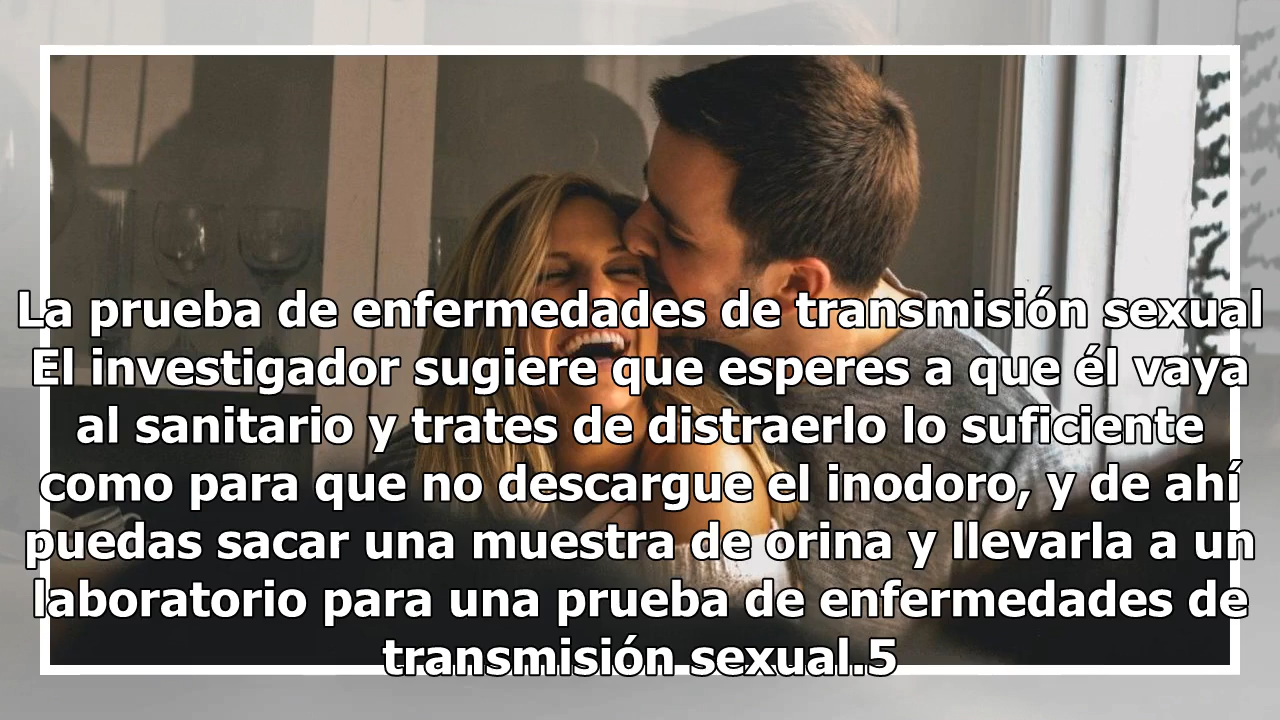 La prueba de enfermedades de transmisión sexual
El investigador sugiere que esperes a que él vaya
al sanitario y trates de distraerlo lo suficiente
como para que no descargue el inodoro, y de ahí
puedas sacar una muestra de orina y llevarla a un
laboratorio para una prueba de enfermedades de
transmisión sexual.5